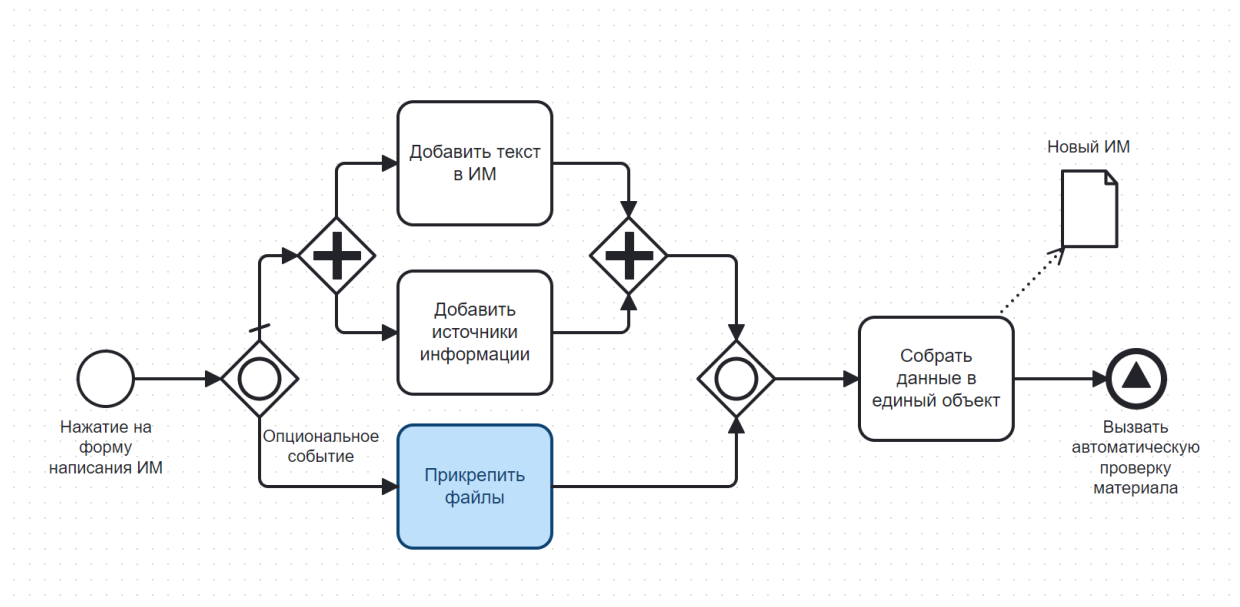 Добавить текст
в ИМ
Новый ИМ
Добавить
источники
информации
Нажатие на
форму
написания ИМ
Опциональное
событие
Прикрепить
файлы
Собрать
данные в
единый объект
Вызвать
автоматическую
проверку
материала